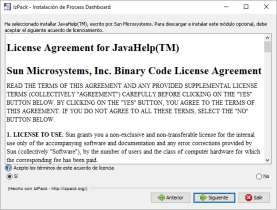 IzPack - Instalación de Process Dashboard
Ha seleccionado instalar JavaHelp(TM), escrito por Sun Microsystems. Para descargar e instalar este módulo opcional, debe
aceptar el siguiente acuerdo de licenciamiento.
License Agreement for JavaHelp(TM)
Sun Microsystems, Inc. Binary Code License Agreement
READ THE TERMS OF THIS AGREEMENT AND ANY PROVIDED SUPPLEMENTAL LICENSE
TERMS (COLLECTIVELY "AGREEMENT") CAREFULLY BEFORE CLICKING ON THE "YES"
BUTTON BELOW. BY CLICKING ON THE "YES" BUTTON, YOU AGREE TO THE TERMS OF
THIS AGREEMENT. IF YOU DO NOT AGREE TO ALL THESE TERMS, SELECT THE "NO"
BUTTON BELOW.
1. LICENSE TO USE. Sun grants you a non-exclusive and non-transferable license for the internal
use only of the accompanying software and documentation and any error corrections provided by
Sun (collectively "Software"), by the number of users and the class of computer hardware for which
the corresponding fee has been paid.
Acepto los términos de este acuerdo de licencia:
Sí
No
(Hecho con IzPack - http://izpack.org/)
Anterior
Siguiente
Salir